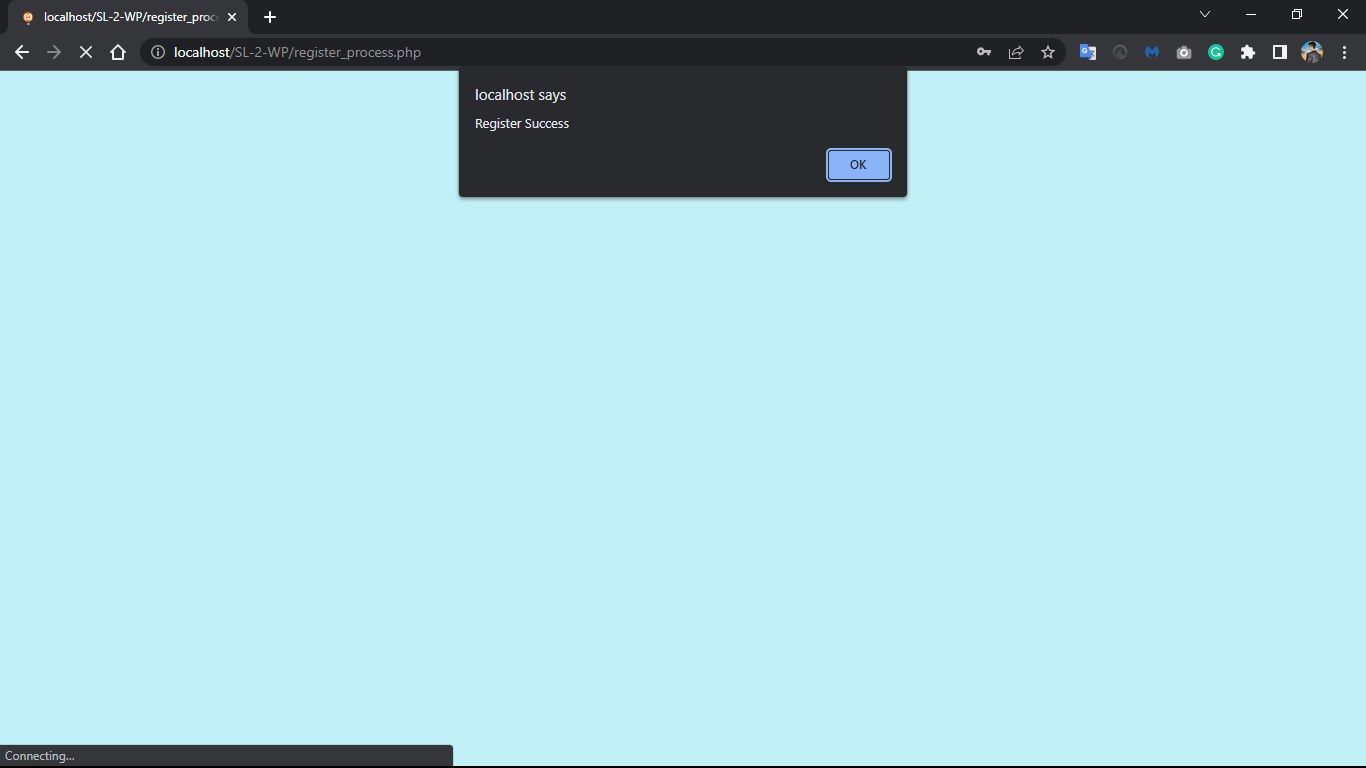 localhost/SL-2-WP/register_proc
localhost/SL-2-WP/register_process.php
localhost says
Register Success
OK
Connecting...